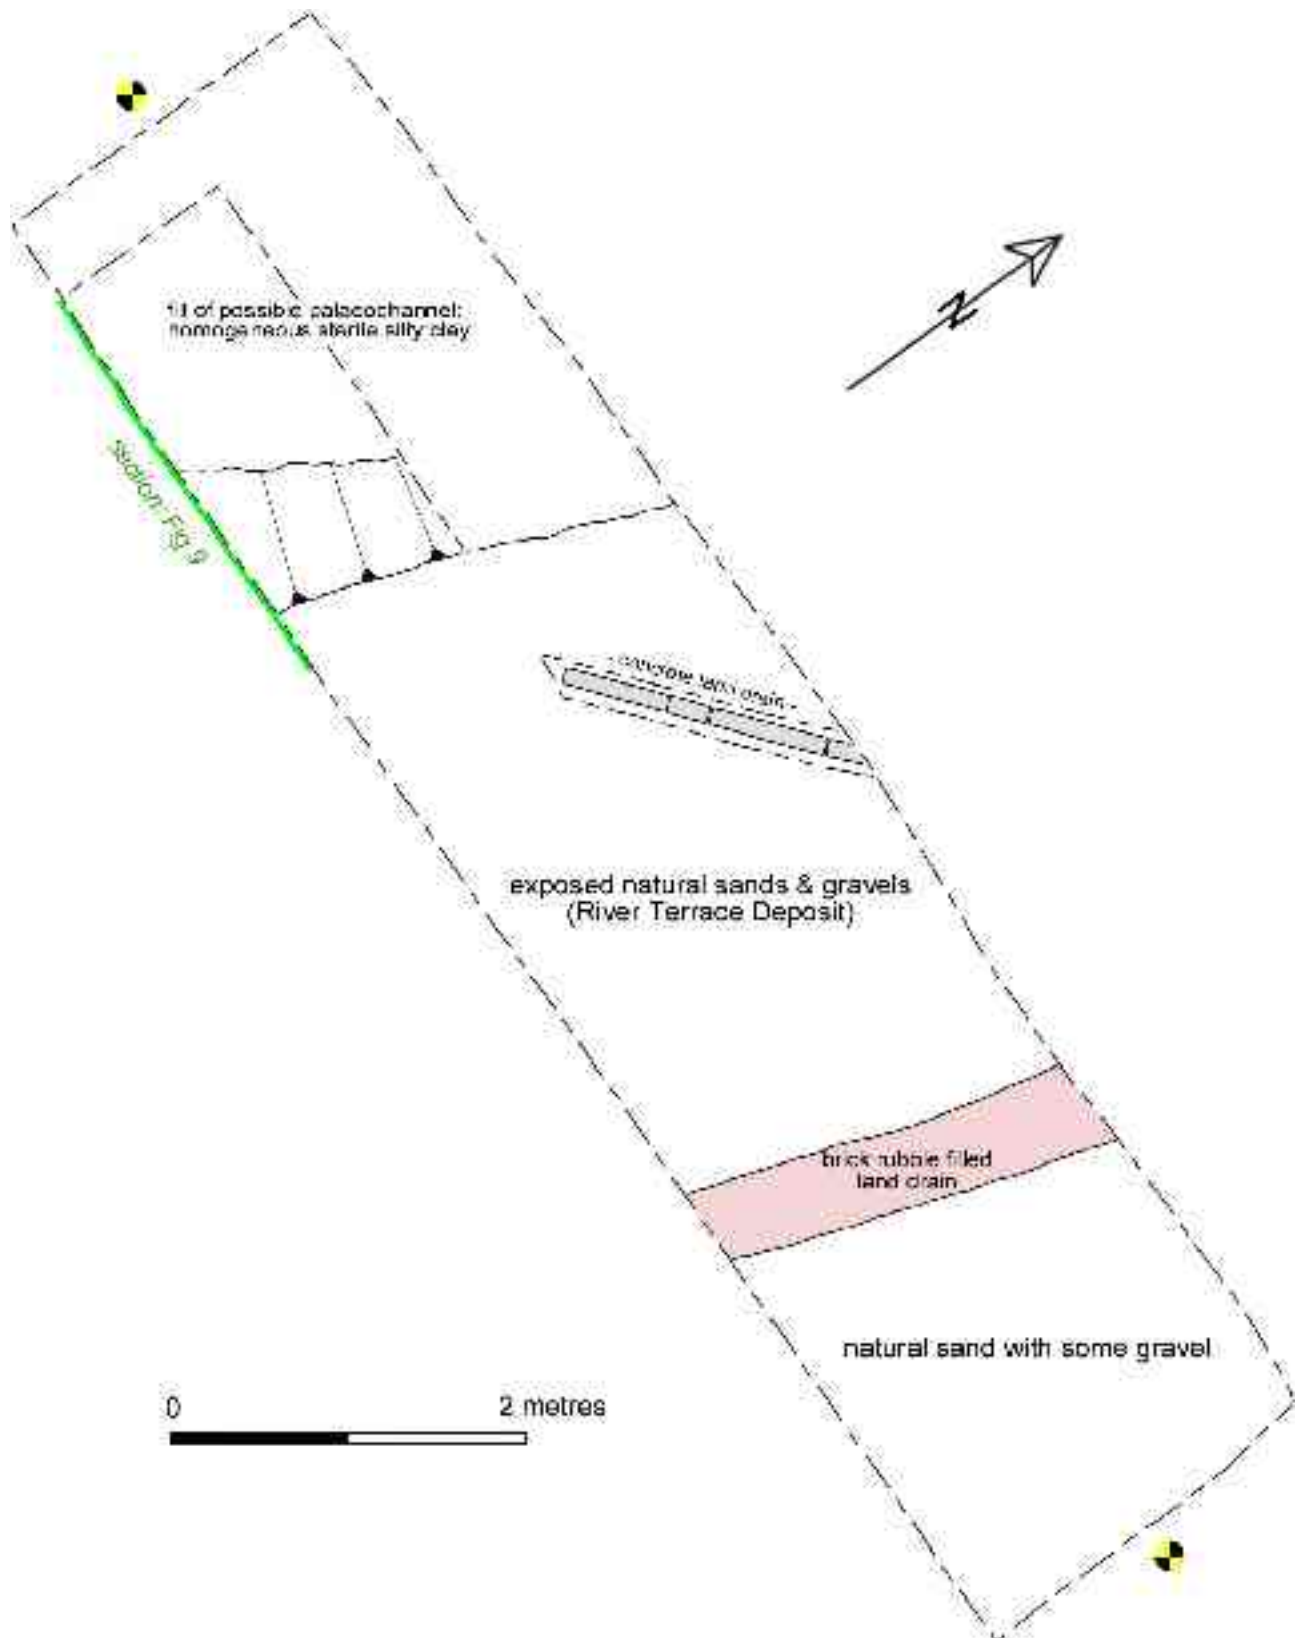 fill of possible palaeochannel:
homogeneous sterile silty clay
N
section: Fig 9
concrete land drain
exposed natural sands & gravels
(River Terrace Deposit)
brick rubble filled
land drain
natural sand with some gravel
0 2 metres